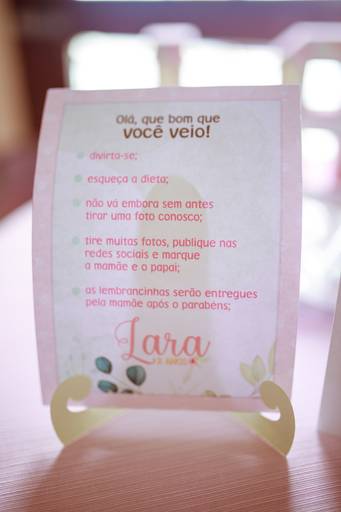 Olá, que bom que
você veio!
divirta-se;
esqueça a dieta;
não vá embora sem antes
tirar uma foto conosco;
tire muitas fotos, publique nas
redes sociais e marque
a mamãe e o papai;
as lembrancinhas serão entregues
pela mamãe após o parabéns;
Lara